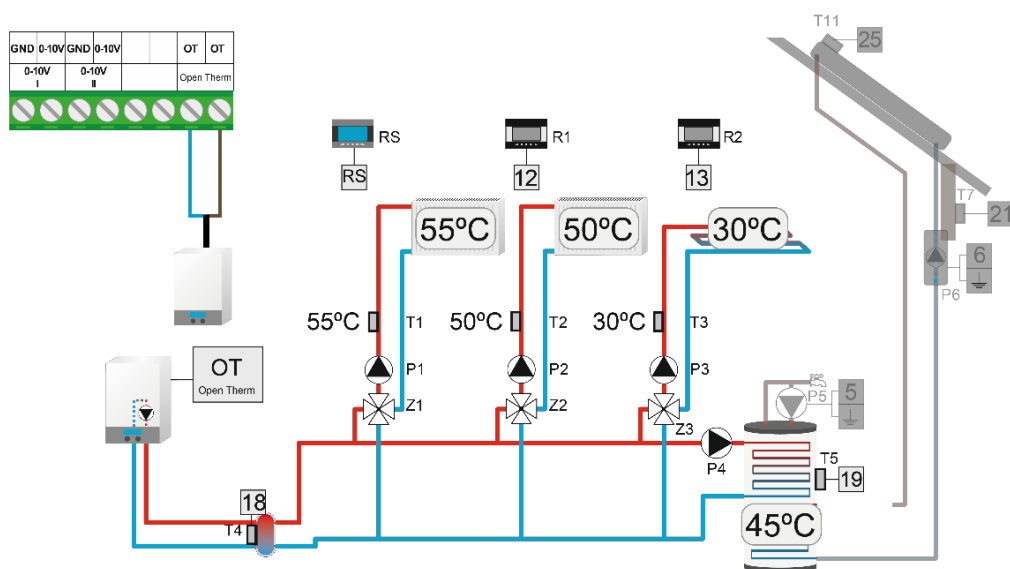 GND 0-10V GND 0-10V OT OT
0-10V I 0-10V II Open Therm
T11 25
RS R1 R2
RS 12 13
T7 21
55ºC 50ºC 30ºC
6
P6
55ºC T1 50ºC T2 30ºC T3
OT
Open Therm
P1 P2 P3
P5 5
Z1 Z2 Z3
P4 T5 19
18
T4
45ºC